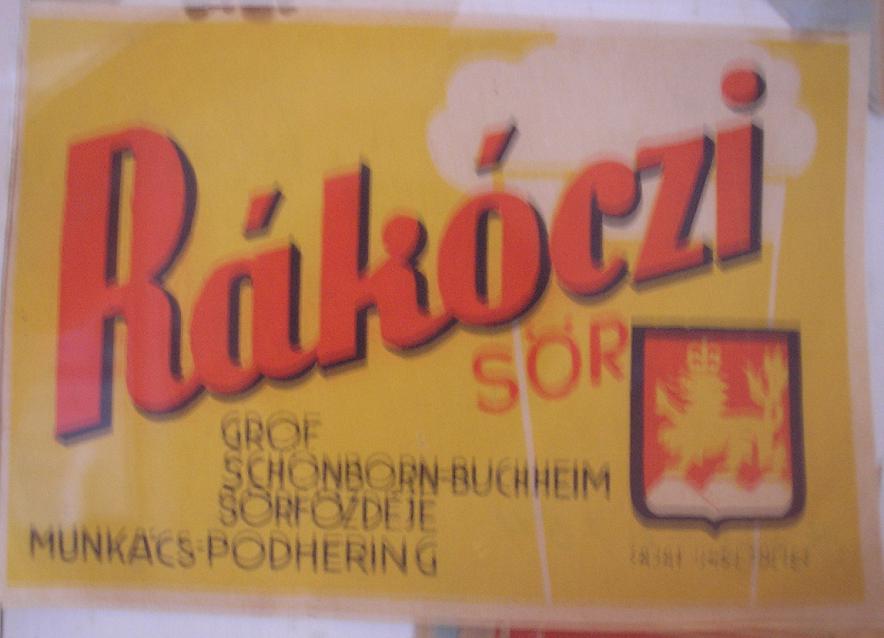 Rákóczi
SÖR
GRÓF
SCHÖNBORN-BUCHHEIM
SÖRFŐZDÉJE
MUNKÁCS-PODHERING